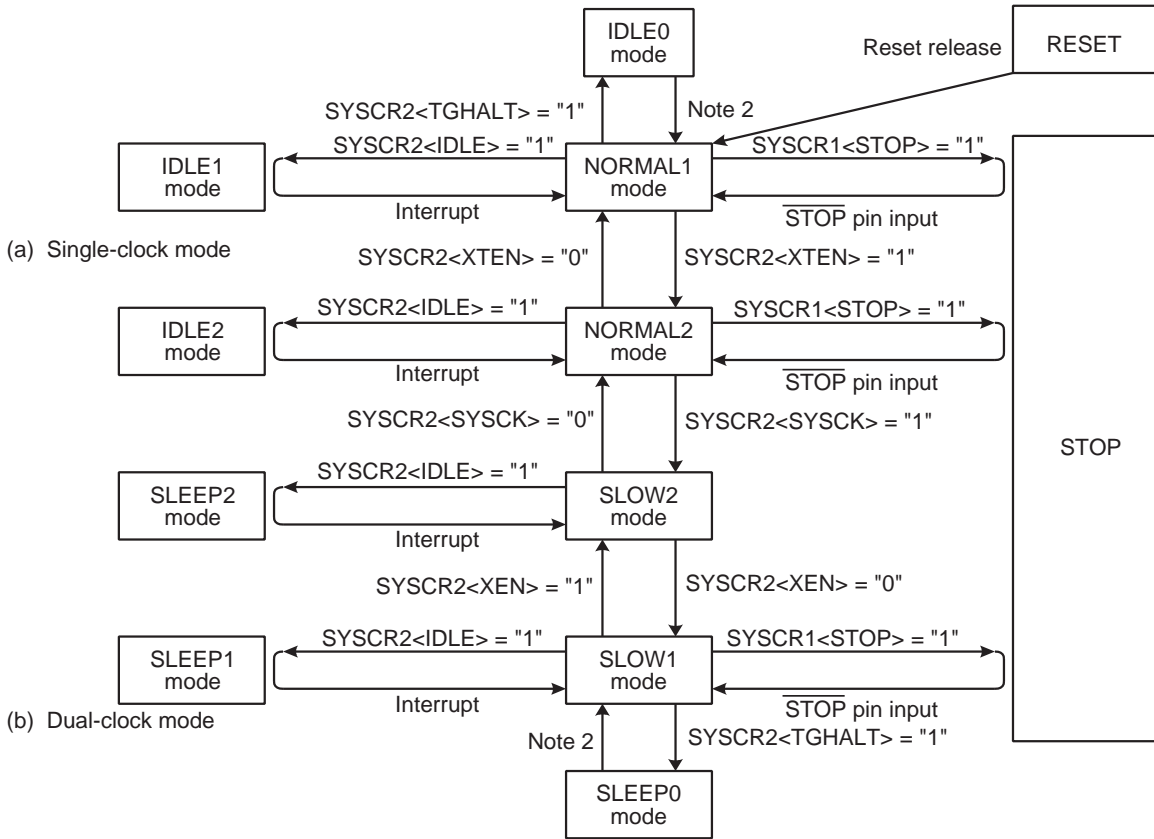 IDLE0
mode
Reset release
RESET
SYSCR2<TGHALT> = "1"
Note 2
IDLE1
mode
SYSCR2<IDLE> = "1"
Interrupt
NORMAL1
mode
SYSCR1<STOP> = "1"
STOP pin input
(a) Single-clock mode
SYSCR2<XTEN> = "0"
SYSCR2<XTEN> = "1"
IDLE2
mode
SYSCR2<IDLE> = "1"
Interrupt
NORMAL2
mode
SYSCR1<STOP> = "1"
STOP pin input
SYSCR2<SYSCK> = "0"
SYSCR2<SYSCK> = "1"
STOP
SLEEP2
mode
SYSCR2<IDLE> = "1"
Interrupt
SLOW2
mode
SYSCR2<XEN> = "1"
SYSCR2<XEN> = "0"
SLEEP1
mode
SYSCR2<IDLE> = "1"
Interrupt
SLOW1
mode
SYSCR1<STOP> = "1"
STOP pin input
(b) Dual-clock mode
Note 2
SYSCR2<TGHALT> = "1"
SLEEP0
mode